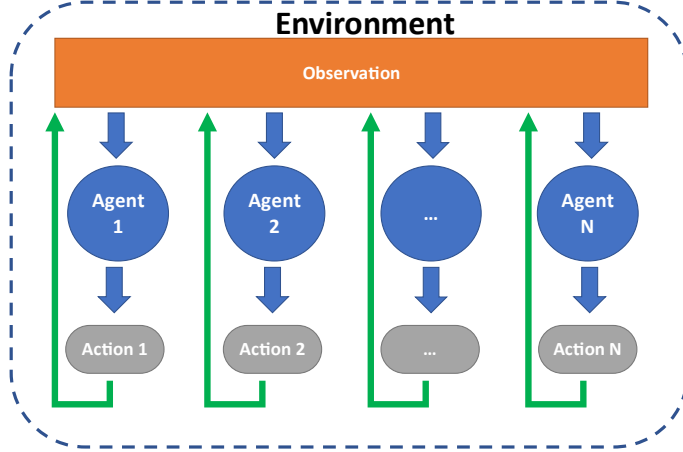 Environment
Observation
Agent
1
Agent
2
...
Agent
N
Action 1
Action 2
...
Action N